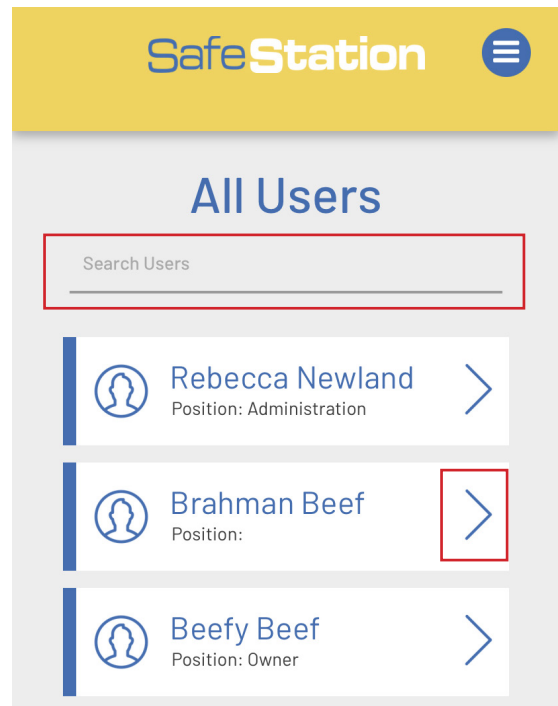 SafeStation
All Users
Search Users
Rebecca Newland
Position: Administration
Brahman Beef
Position:
Beefy Beef
Position: Owner